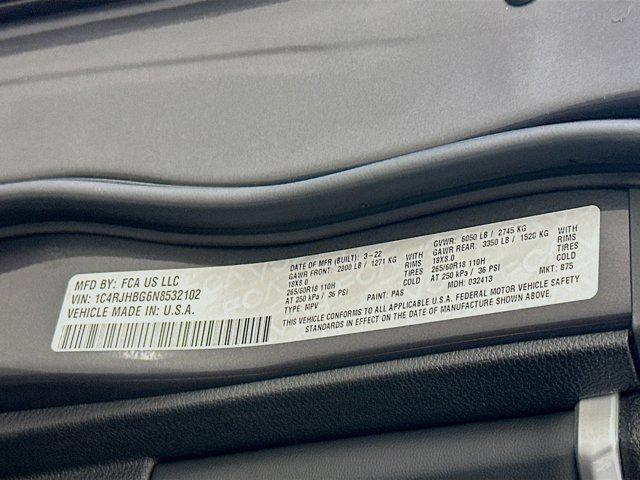 MFD BY: FCA US LLC
VIN: 1C4RJHBG6N8532102
VEHICLE MADE IN: U.S.A.
DATE OF MFR (BUILT): 3-22
GAWR FRONT: 2800 LB / 1271 KG WITH
18X8.0 RIMS
265/60R18 110H TIRES
AT 250 kPa / 36 PSI COLD
TYPE: MPV PAINT: PAS
GVWR: 6050 LB / 2745 KG
GAWR REAR: 3350 LB / 1520 KG WITH
18X8.0 RIMS
265/60R18 110H TIRES
AT 250 kPa / 36 PSI COLD
MDH: 032413 MKT: 875
THIS VEHICLE CONFORMS TO ALL APPLICABLE U.S.A. FEDERAL MOTOR VEHICLE SAFETY
STANDARDS IN EFFECT ON THE DATE OF MANUFACTURE SHOWN ABOVE.